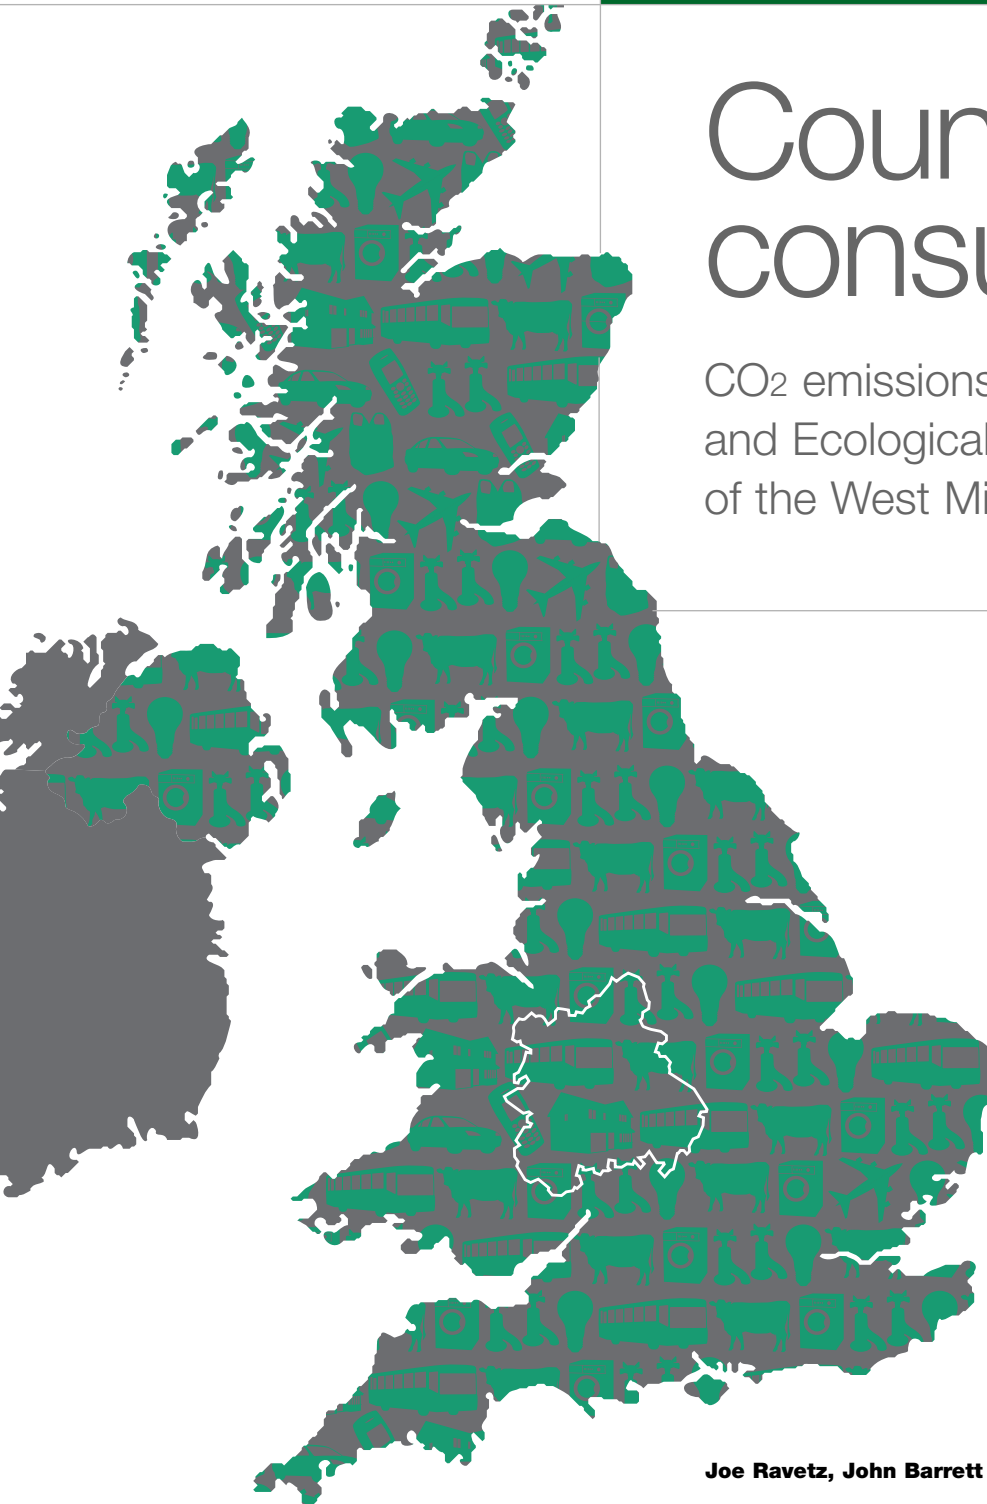 Coun
consu
CO2 emissions
and Ecological
of the West Mi
Joe Ravetz, John Barrett